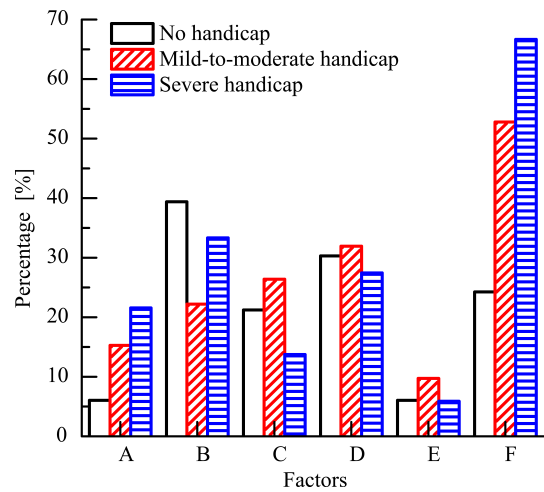 70
60
50
40
30
20
10
0
Percentage [%]
No handicap
Mild-to-moderate handicap
Severe handicap
A B C D E F
Factors